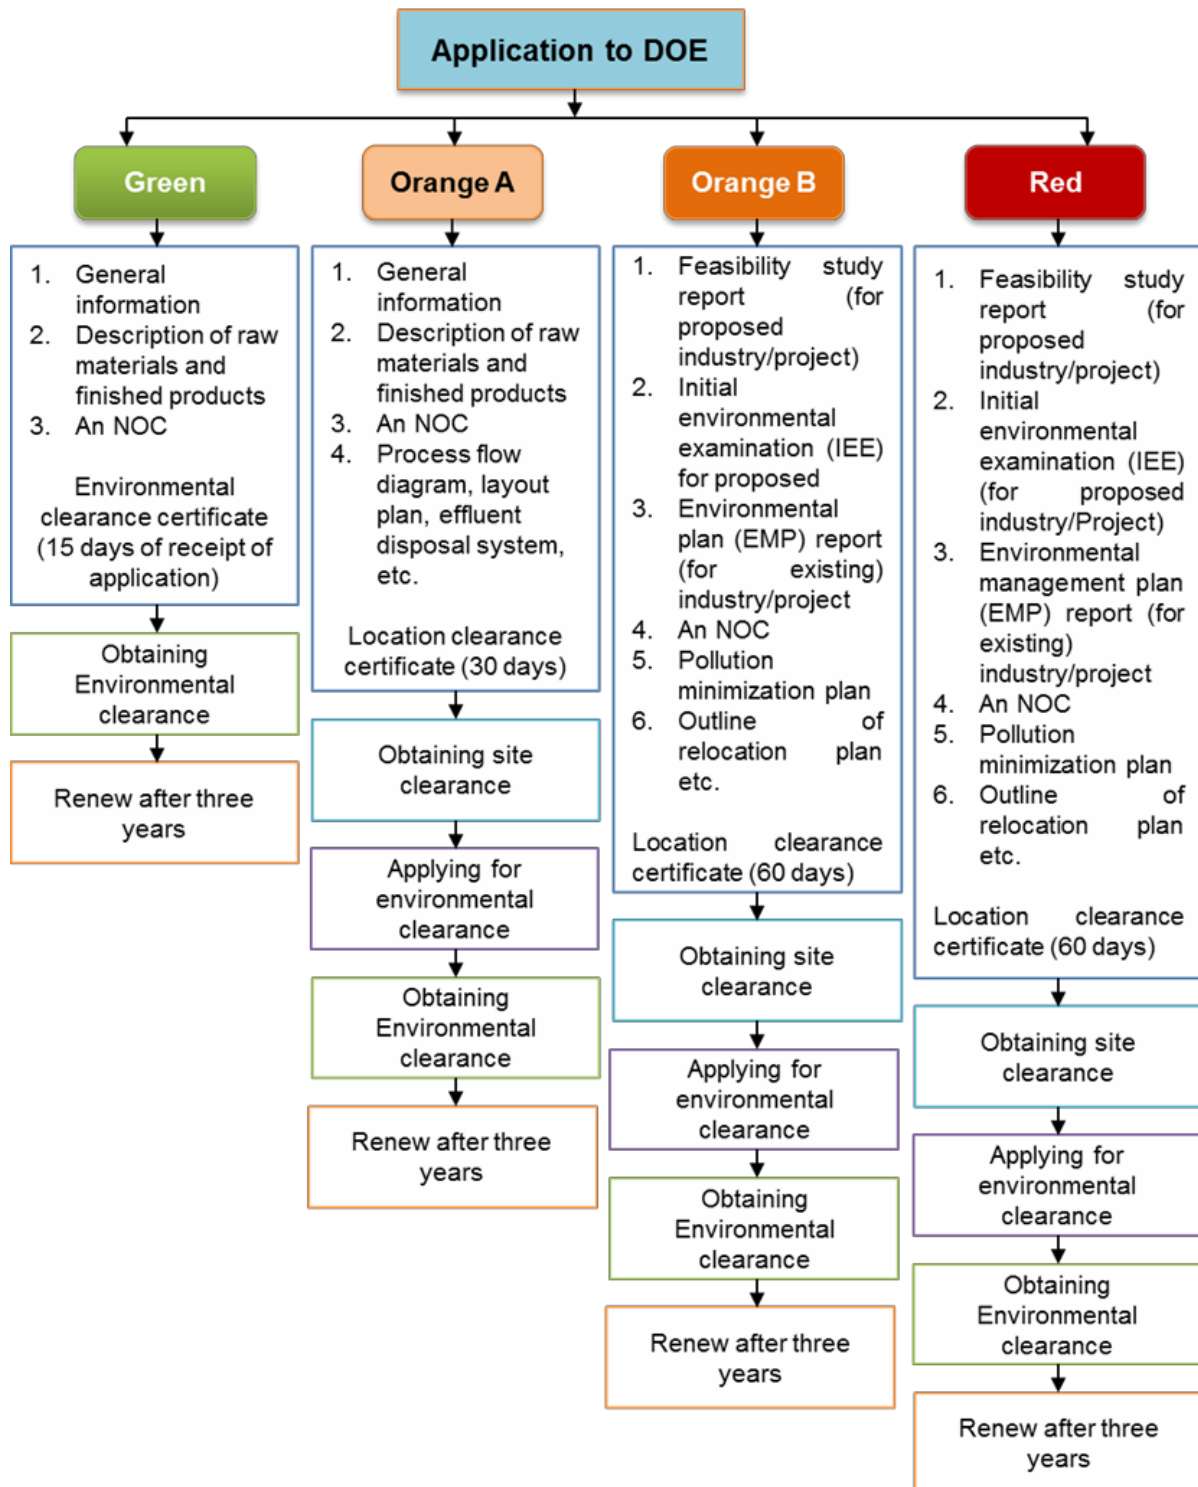 Application to DOE
Green
1. General
information
2. Description of raw
materials and
finished products
3. An NOC
Environmental
clearance certificate
(15 days of receipt of
application)
Obtaining
Environmental
clearance
Renew after three
years
Orange A
1. General
information
2. Description of raw
materials and
finished products
3. An NOC
4. Process flow
diagram, layout
plan, effluent
disposal system,
etc.
Location clearance
certificate (30 days)
Obtaining site
clearance
Applying for
environmental
clearance
Obtaining
Environmental
clearance
Renew after three
years
Orange B
1. Feasibility study
report (for
proposed
industry/project)
2. Initial
environmental
examination (IEE)
for proposed
3. Environmental
plan (EMP) report
(for existing)
industry/project
4. An NOC
5. Pollution
minimization plan
6. Outline of
relocation plan
etc.
Location clearance
certificate (60 days)
Obtaining site
clearance
Applying for
environmental
clearance
Obtaining
Environmental
clearance
Renew after three
years
Red
1. Feasibility study
report (for
proposed
industry/project)
2. Initial
environmental
examination (IEE)
(for proposed
industry/Project)
3. Environmental
management plan
(EMP) report (for
existing)
industry/project
4. An NOC
5. Pollution
minimization plan
6. Outline of
relocation plan
etc.
Location clearance
certificate (60 days)
Obtaining site
clearance
Applying for
environmental
clearance
Obtaining
Environmental
clearance
Renew after three
years